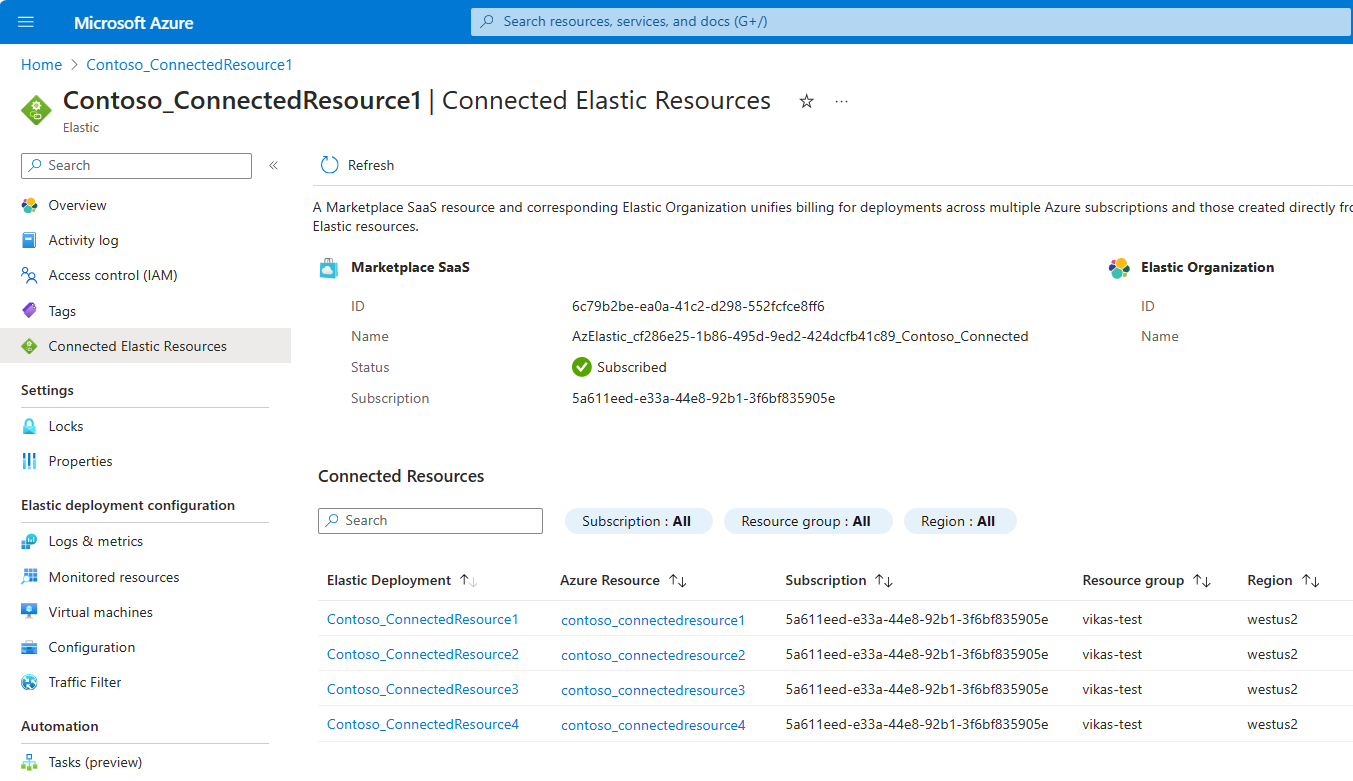 Microsoft Azure
Search resources, services, and docs (G+/)
Home > Contoso_ConnectedResource1
Contoso_ConnectedResource1 | Connected Elastic Resources
Elastic
Search
Overview
Activity log
Access control (IAM)
Tags
Connected Elastic Resources
Settings
Locks
Properties
Elastic deployment configuration
Logs & metrics
Monitored resources
Virtual machines
Configuration
Traffic Filter
Automation
Tasks (preview)
Refresh
A Marketplace SaaS resource and corresponding Elastic Organization unifies billing for deployments across multiple Azure subscriptions and those created directly
Elastic resources.
Marketplace SaaS
ID 6c79b2be-ea0a-41c2-d298-552fcfce8ff6
Name AzElastic_cf286e25-1b86-495d-9ed2-424dcfb41c89_Contoso_Connected
Status Subscribed
Subscription 5a611eed-e33a-44e8-92b1-3f6bf835905e
Elastic Organization
ID
Name
Connected Resources
Search Subscription : All Resource group : All Region : All
Elastic Deployment Azure Resource Subscription Resource group Region
Contoso_ConnectedResource1 contoso_connectedresource1 5a611eed-e33a-44e8-92b1-3f6bf835905e vikas-test westus2
Contoso_ConnectedResource2 contoso_connectedresource2 5a611eed-e33a-44e8-92b1-3f6bf835905e vikas-test westus2
Contoso_ConnectedResource3 contoso_connectedresource3 5a611eed-e33a-44e8-92b1-3f6bf835905e vikas-test westus2
Contoso_ConnectedResource4 contoso_connectedresource4 5a611eed-e33a-44e8-92b1-3f6bf835905e vikas-test westus2